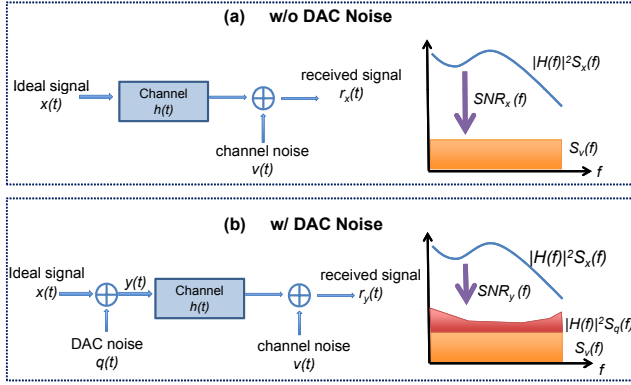 (a) w/o DAC Noise
Ideal signal
x(t)
Channel
h(t)
received signal
r_x(t)
channel noise
v(t)
|H(f)|²S_x(f)
SNR_x(f)
S_v(f)
f
(b) w/ DAC Noise
Ideal signal
x(t)
y(t)
DAC noise
q(t)
Channel
h(t)
received signal
r_y(t)
channel noise
v(t)
|H(f)|²S_x(f)
SNR_y(f)
|H(f)|²S_q(f)
S_v(f)
f